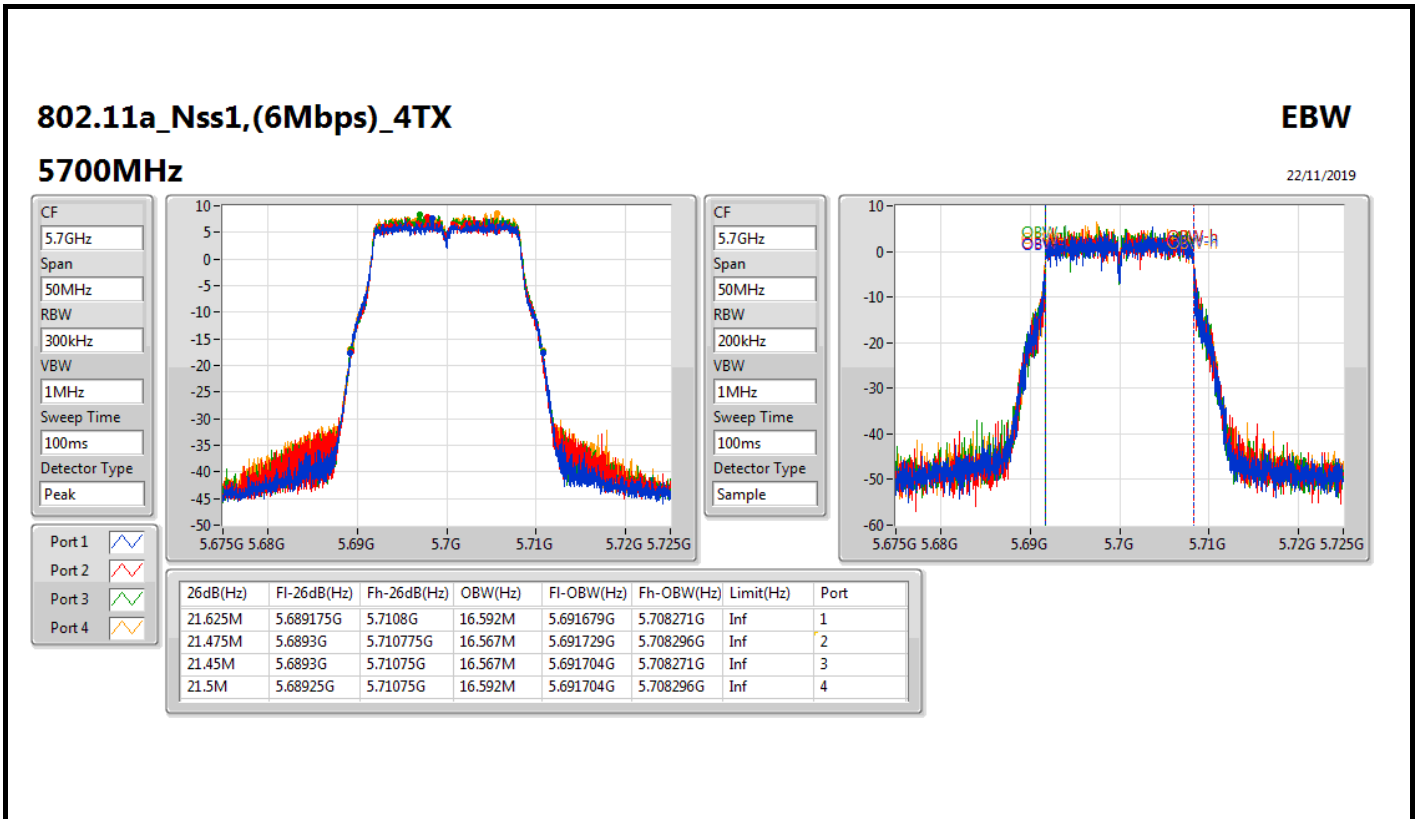 802.11a_Nss1,(6Mbps)_4TX
EBW
5700MHz
22/11/2019
CF
5.7GHz
Span
50MHz
RBW
300kHz
VBW
1MHz
Sweep Time
100ms
Detector Type
Peak
10
5
0
-5
-10
-15
-20
-25
-30
-35
-40
-45
-50
5.675G 5.68G 5.69G 5.7G 5.71G 5.72G 5.725G
CF
5.7GHz
Span
50MHz
RBW
200kHz
VBW
1MHz
Sweep Time
100ms
Detector Type
Sample
10
0
-10
-20
-30
-40
-50
-60
OBW-h
5.675G 5.68G 5.69G 5.7G 5.71G 5.72G 5.725G
Port 1
Port 2
Port 3
Port 4
26dB(Hz) Fl-26dB(Hz) Fh-26dB(Hz) OBW(Hz) Fl-OBW(Hz) Fh-OBW(Hz) Limit(Hz) Port
21.625M 5.689175G 5.7108G 16.592M 5.691679G 5.708271G Inf 1
21.475M 5.6893G 5.710775G 16.567M 5.691729G 5.708296G Inf 2
21.45M 5.6893G 5.71075G 16.567M 5.691704G 5.708271G Inf 3
21.5M 5.68925G 5.71075G 16.592M 5.691704G 5.708296G Inf 4